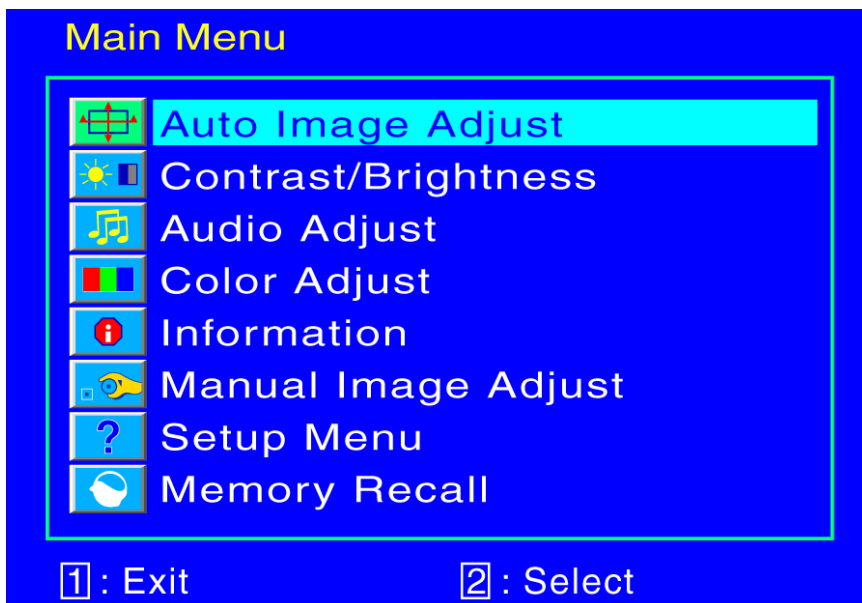 Main Menu
Auto Image Adjust
Contrast/Brightness
Audio Adjust
Color Adjust
Information
Manual Image Adjust
? Setup Menu
Memory Recall
1 : Exit 2 : Select